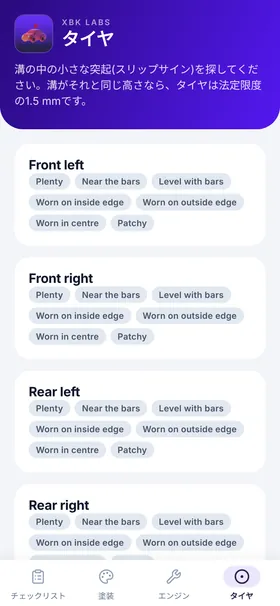 XBK LABS
タイヤ
溝の中の小さな突起(スリップサイン)を探してくだ
さい。溝がそれと同じ高さなら、タイヤは法定限度
の1.5 mmです。
Front left
Plenty Near the bars Level with bars
Worn on inside edge Worn on outside edge
Worn in centre Patchy
Front right
Plenty Near the bars Level with bars
Worn on inside edge Worn on outside edge
Worn in centre Patchy
Rear left
Plenty Near the bars Level with bars
Worn on inside edge Worn on outside edge
Worn in centre Patchy
Rear right
Plenty Near the bars Level with bars
Worn on inside edge Worn on outside edge
チェックリスト 塗装 エンジン タイヤ